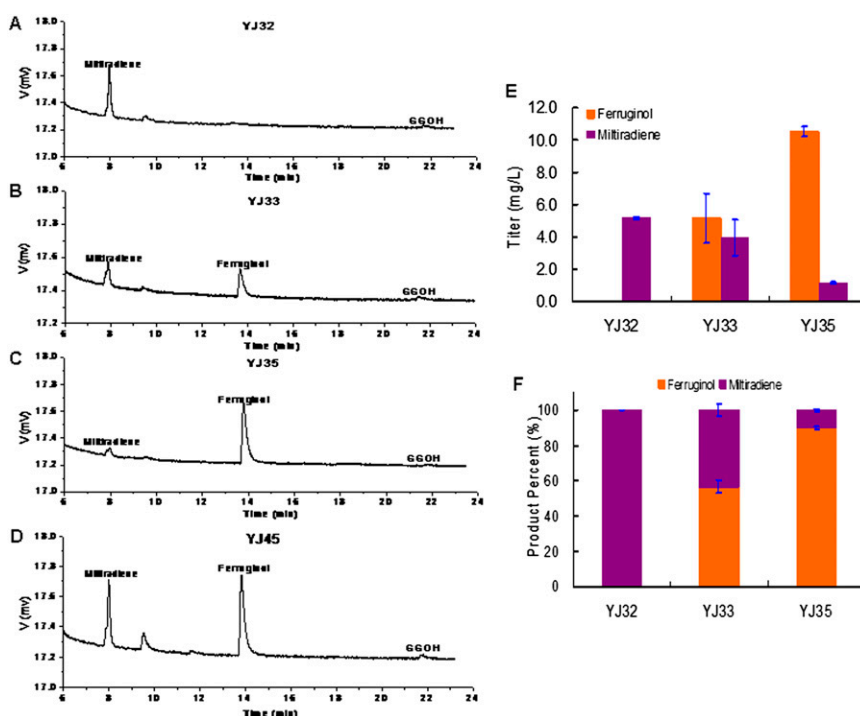 A
YJ32
18.0
17.8
17.6
17.4
17.2
17.0
V (mv)
Miltiradiene
GGOH
6 8 10 12 14 16 18 20 22 24
Time (min)
B
YJ33
18.0
17.8
17.6
17.4
17.2
V (mv)
Miltiradiene
Ferruginol
GGOH
6 8 10 12 14 16 18 20 22 24
Time (min)
C
YJ35
18.0
17.8
17.6
17.4
17.2
17.0
V (mv)
Miltiradiene
Ferruginol
GGOH
6 8 10 12 14 16 18 20 22 24
Time (min)
D
YJ45
18.0
17.8
17.6
17.4
17.2
17.0
V (mv)
Miltiradiene
Ferruginol
GGOH
6 8 10 12 14 16 18 20 22 24
Time (min)
E
Ferruginol
Miltiradiene
12.0
10.0
8.0
6.0
4.0
2.0
0.0
Titer (mg/L)
YJ32 YJ33 YJ35
F
Ferruginol Miltiradiene
100
80
60
40
20
0
Product Percent (%)
YJ32 YJ33 YJ35